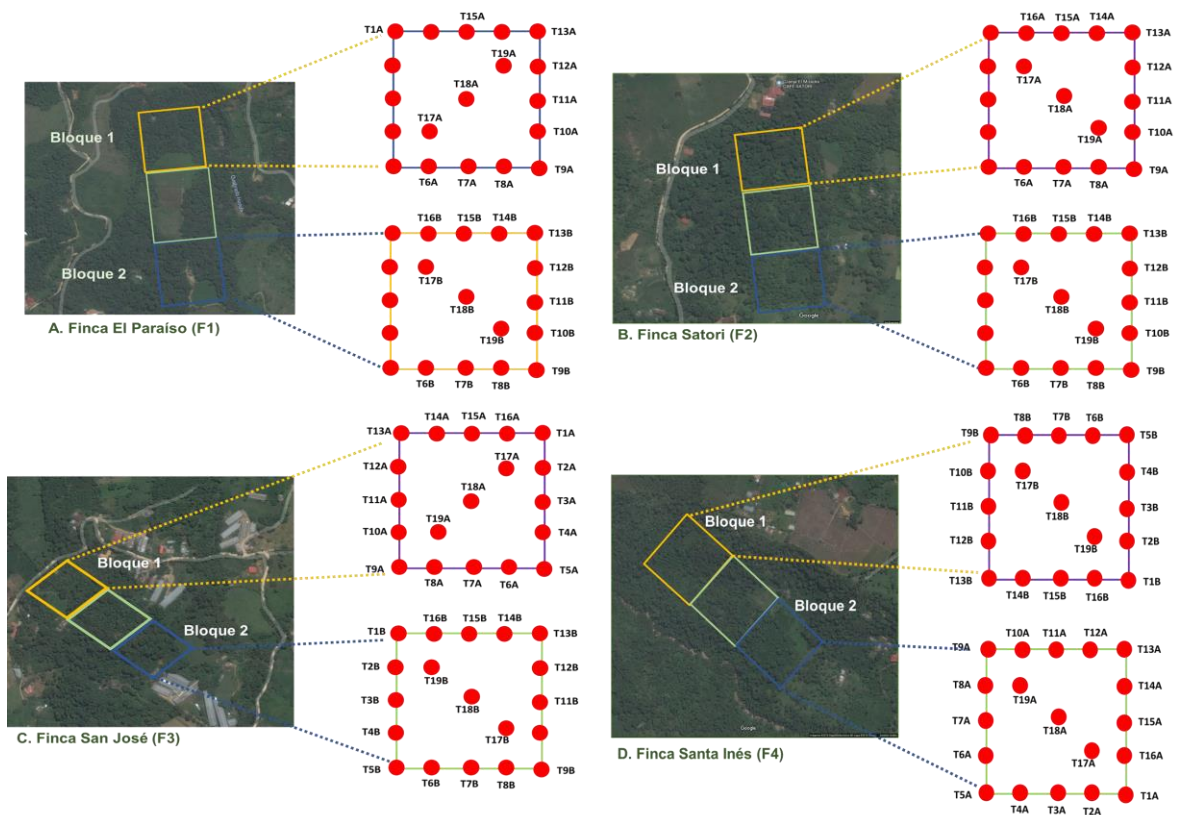 T1A T15A T13A
T19A T12A
T18A T11A
T17A T10A
T6A T7A T8A T9A
Bloque 1
Bloque 2
T16B T15B T14B T13B
T17B T12B
T18B T11B
T19B T10B
T6B T7B T8B T9B
A. Finca El Paraíso (F1)
T16A T15A T14A T13A
T17A T12A
T18A T11A
T19A T10A
T6A T7A T8A T9A
Bloque 1
Bloque 2
Google
T16B T15B T14B T13B
T17B T12B
T18B T11B
T19B T10B
T6B T7B T8B T9B
B. Finca Satori (F2)
T13A T14A T15A T16A T1A
T12A T17A T2A
T11A T18A T3A
T10A T19A T4A
T9A T8A T7A T6A T5A
Bloque 1
Bloque 2
T1B T16B T15B T14B T13B
T2B T19B T12B
T3B T18B T11B
T4B T17B
T5B T6B T7B T8B T9B
C. Finca San José (F3)
T9B T8B T7B T6B T5B
T10B T17B T4B
T11B T18B T3B
T12B T19B T2B
T13B T14B T15B T16B T1B
Bloque 1
Bloque 2
Google
T9A T10A T11A T12A T13A
T8A T19A T14A
T7A T18A T15A
T6A T17A T16A
T5A T4A T3A T2A T1A
D. Finca Santa Inés (F4)